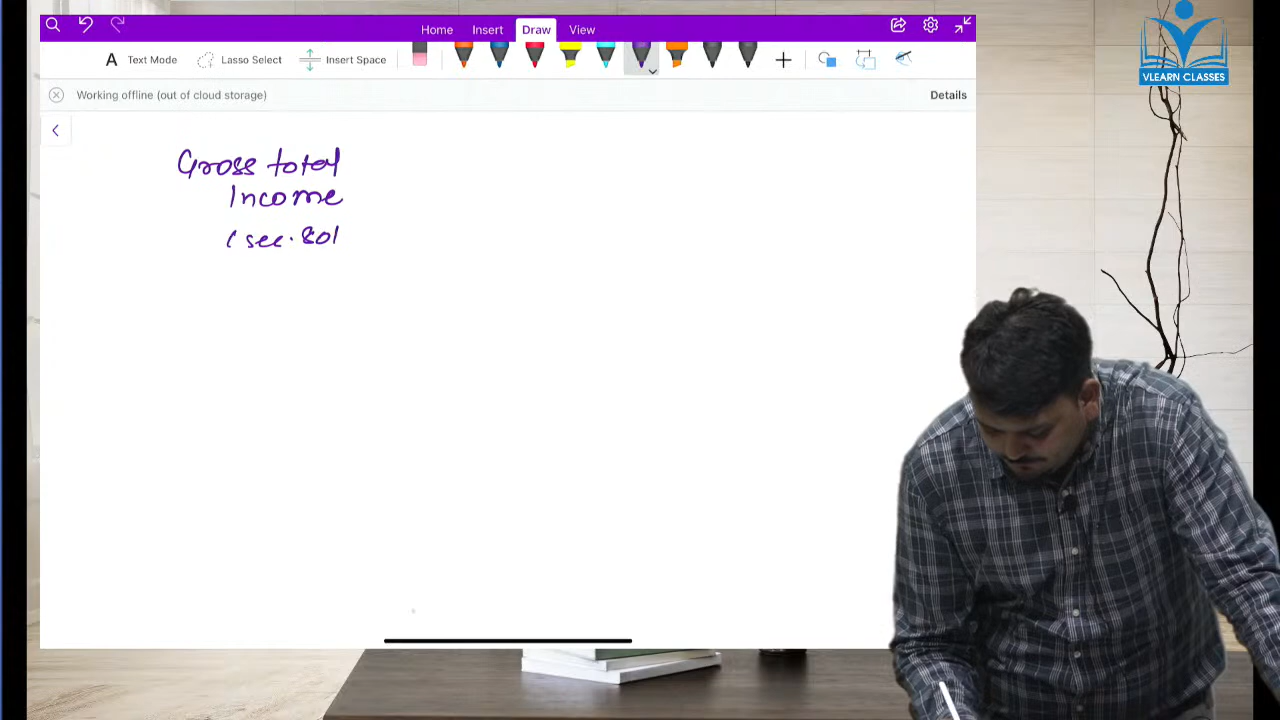 Home Insert Draw View
A Text Mode Lasso Select Insert Space
Working offline (out of cloud storage) Details
VLEARN CLASSES
Gross total
Income
( sec. 80